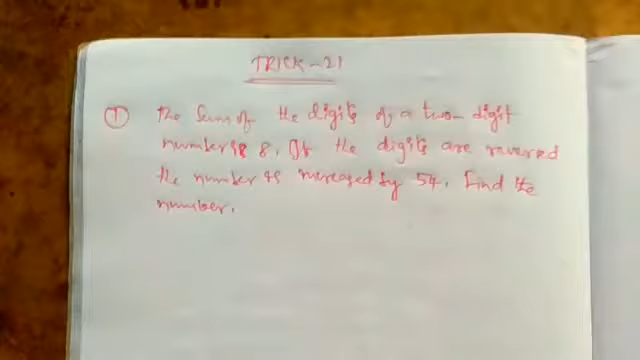 TRICK-21
① The Sum of the digits of a two-digit
number is 8. If the digits are reversed
the number is increased by 54. Find the
number.